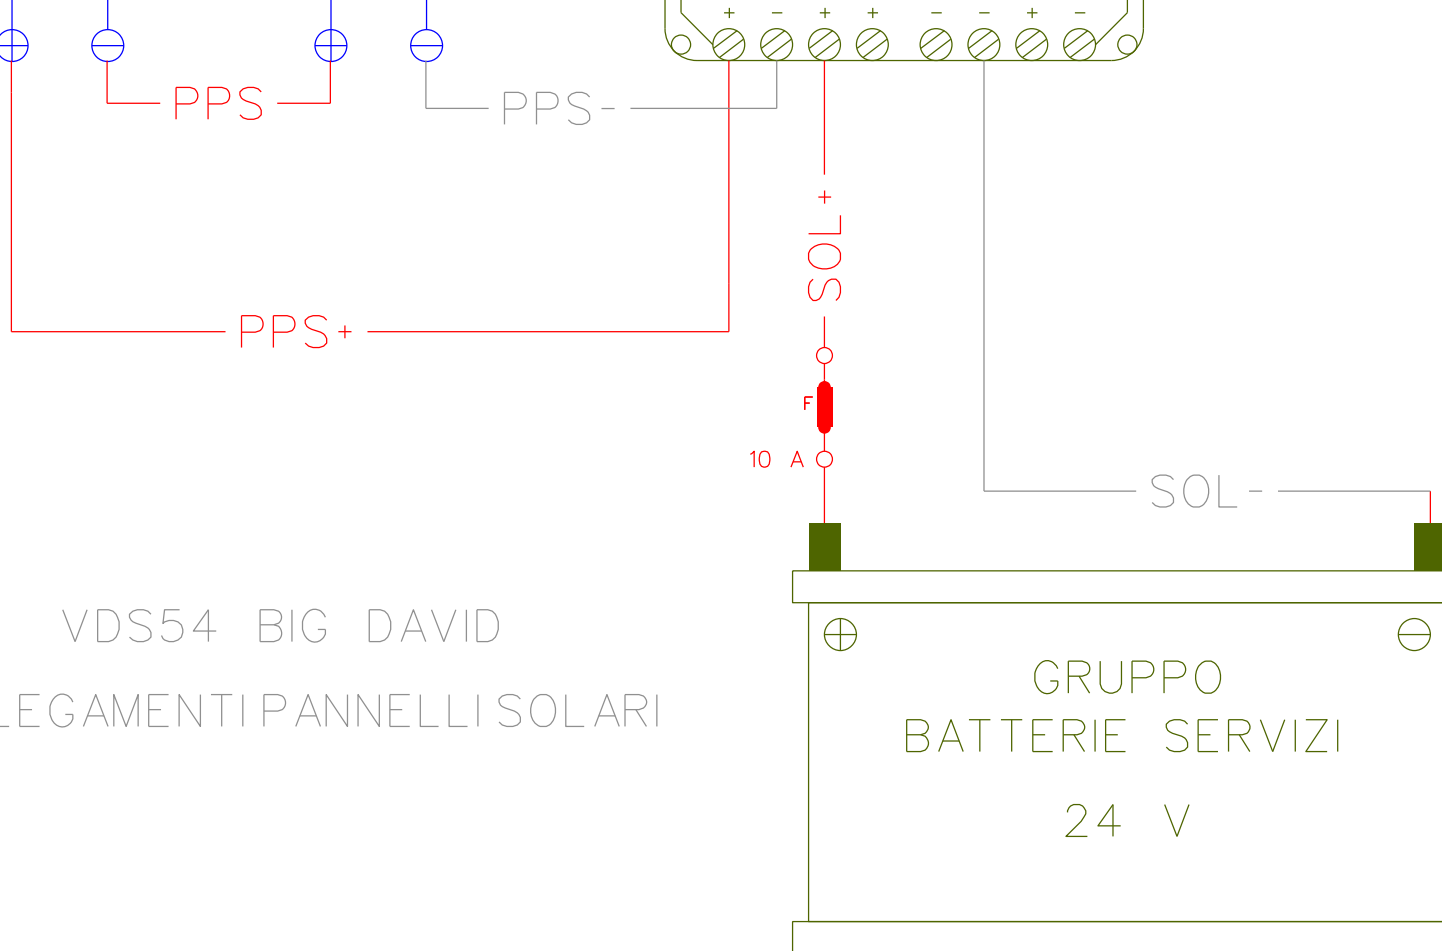 + - + + - - + -
PPS
PPS-
SOL+
PPS+
F
10 A
SOL-
VDS54 BIG DAVID
LEGAMENTI PANNELLI SOLARI
GRUPPO
BATTERIE SERVIZI
24 V